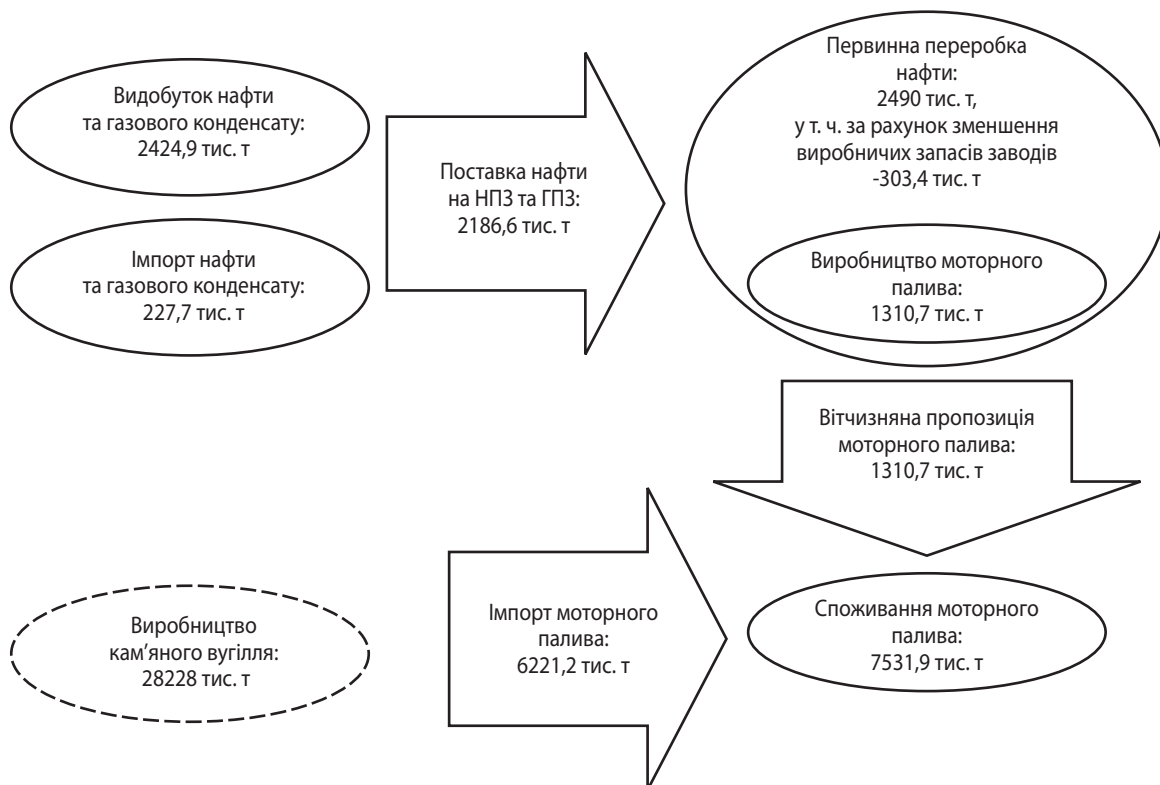 Видобуток нафти
та газового конденсату:
2424,9 тис. т
Імпорт нафти
та газового конденсату:
227,7 тис. т
Поставка нафти
на НПЗ та ГПЗ:
2186,6 тис. т
Первинна переробка
нафти:
2490 тис. т,
у т. ч. за рахунок зменшення
виробничих запасів заводів
-303,4 тис. т
Виробництво моторного
палива:
1310,7 тис. т
Вітчизняна пропозиція
моторного палива:
1310,7 тис. т
Виробництво
кам’яного вугілля:
28228 тис. т
Імпорт моторного
палива:
6221,2 тис. т
Споживання моторного
палива:
7531,9 тис. т